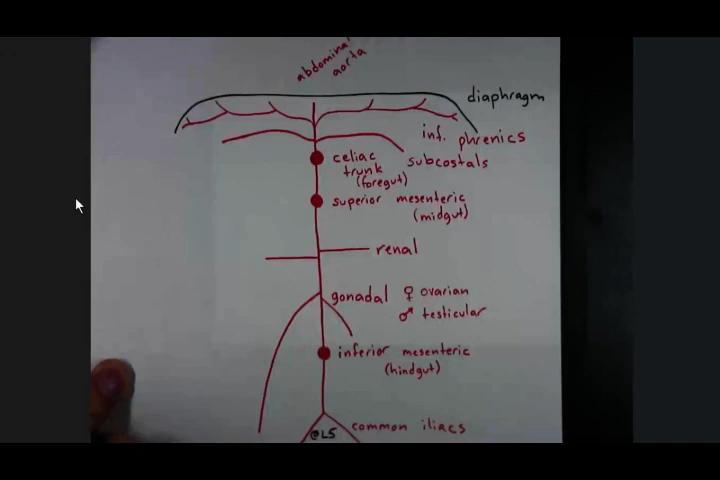 abdominal
aorta
diaphragm
inf. phrenics
subcostals
celiac
trunk
(foregut)
superior mesenteric
(midgut)
renal
gonadal ♀ ovarian
♂ testicular
inferior mesenteric
(hindgut)
@L5
common iliacs